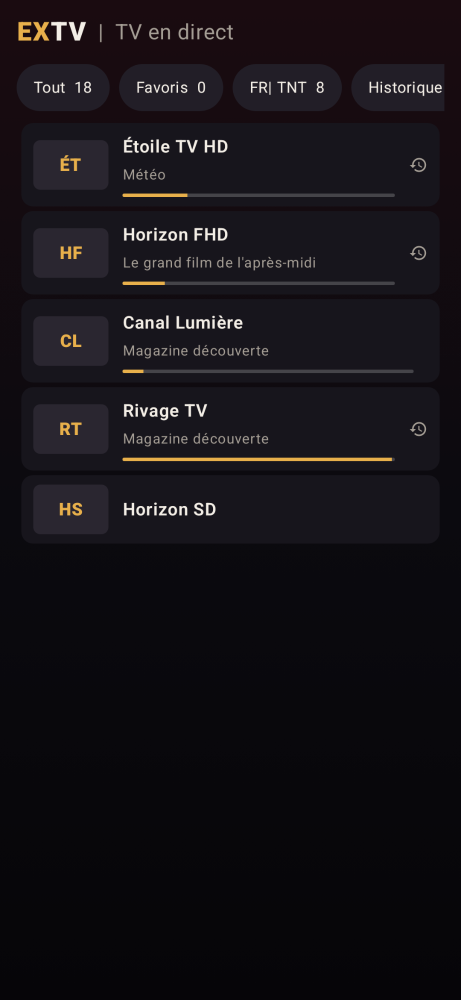 EXTV | TV en direct
Tout 18 Favoris 0 FR| TNT 8 Historique
ÉT
Étoile TV HD
Météo
HF
Horizon FHD
Le grand film de l'après-midi
CL
Canal Lumière
Magazine découverte
RT
Rivage TV
Magazine découverte
HS
Horizon SD